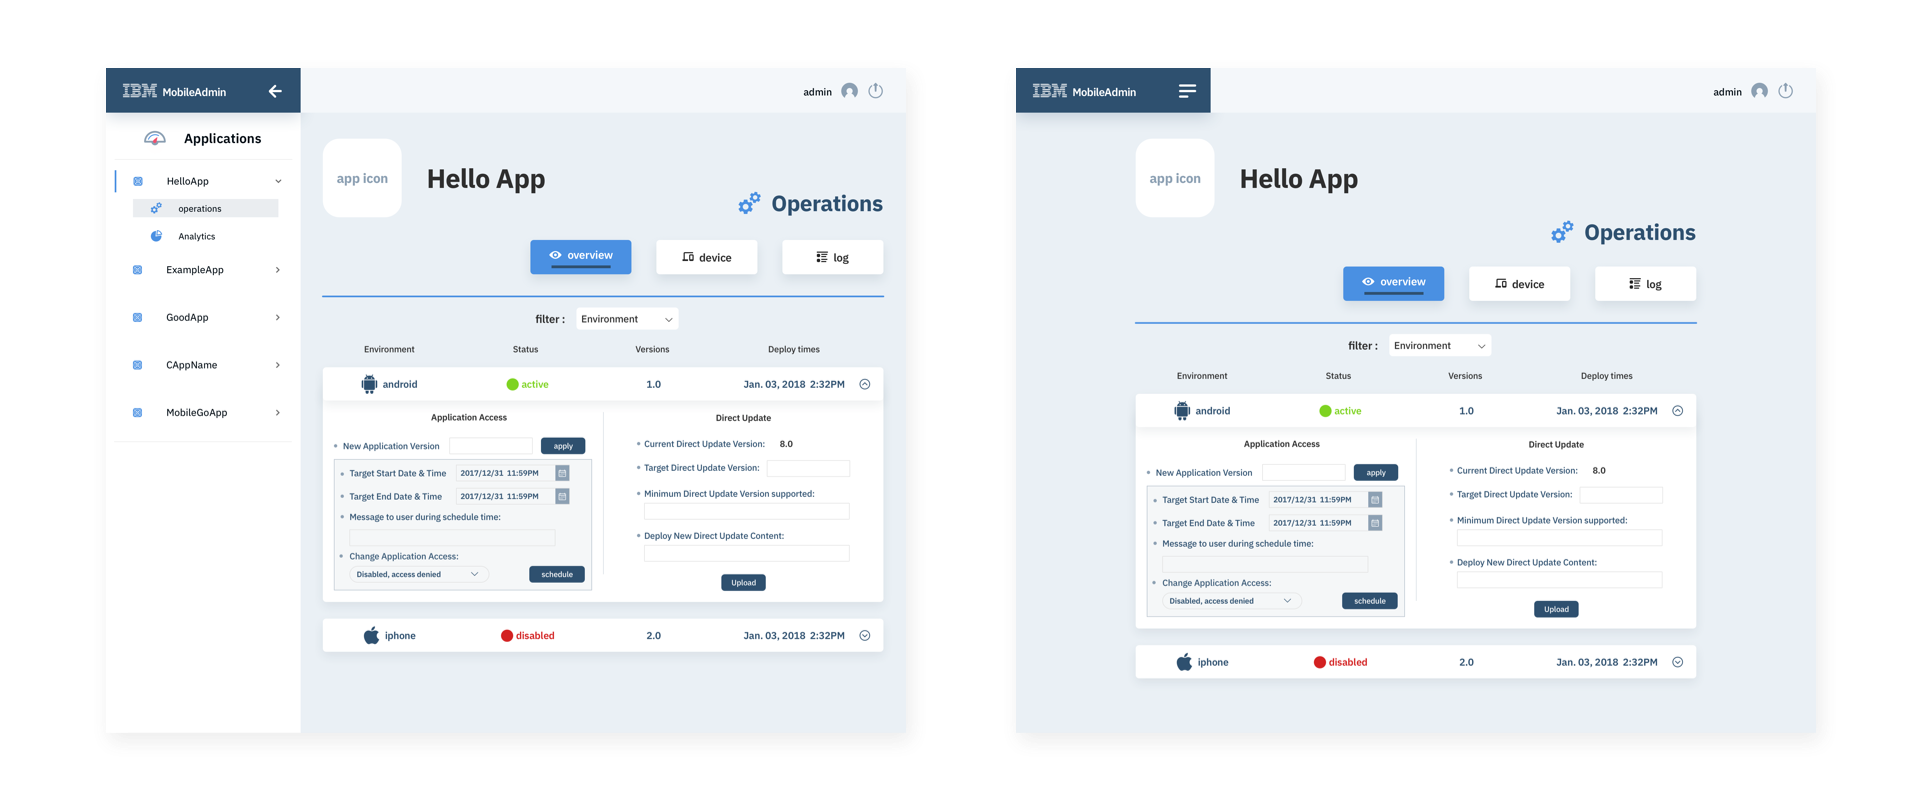 IBM MobileAdmin
admin
Applications
HelloApp
operations
Analytics
ExampleApp
GoodApp
CAppName
MobileGoApp
app icon
Hello App
Operations
overview device log
filter : Environment
Environment Status Versions Deploy times
android active 1.0 Jan. 03, 2018 2:32PM
Application Access
New Application Version apply
Target Start Date & Time 2017/12/31 11:59PM
Target End Date & Time 2017/12/31 11:59PM
Message to user during schedule time:
Change Application Access:
Disabled, access denied schedule
Direct Update
Current Direct Update Version: 8.0
Target Direct Update Version:
Minimum Direct Update Version supported:
Deploy New Direct Update Content:
Upload
iphone disabled 2.0 Jan. 03, 2018 2:32PM
IBM MobileAdmin
admin
app icon
Hello App
Operations
overview device log
filter : Environment
Environment Status Versions Deploy times
android active 1.0 Jan. 03, 2018 2:32PM
Application Access
New Application Version apply
Target Start Date & Time 2017/12/31 11:59PM
Target End Date & Time 2017/12/31 11:59PM
Message to user during schedule time:
Change Application Access:
Disabled, access denied schedule
Direct Update
Current Direct Update Version: 8.0
Target Direct Update Version:
Minimum Direct Update Version supported:
Deploy New Direct Update Content:
Upload
iphone disabled 2.0 Jan. 03, 2018 2:32PM